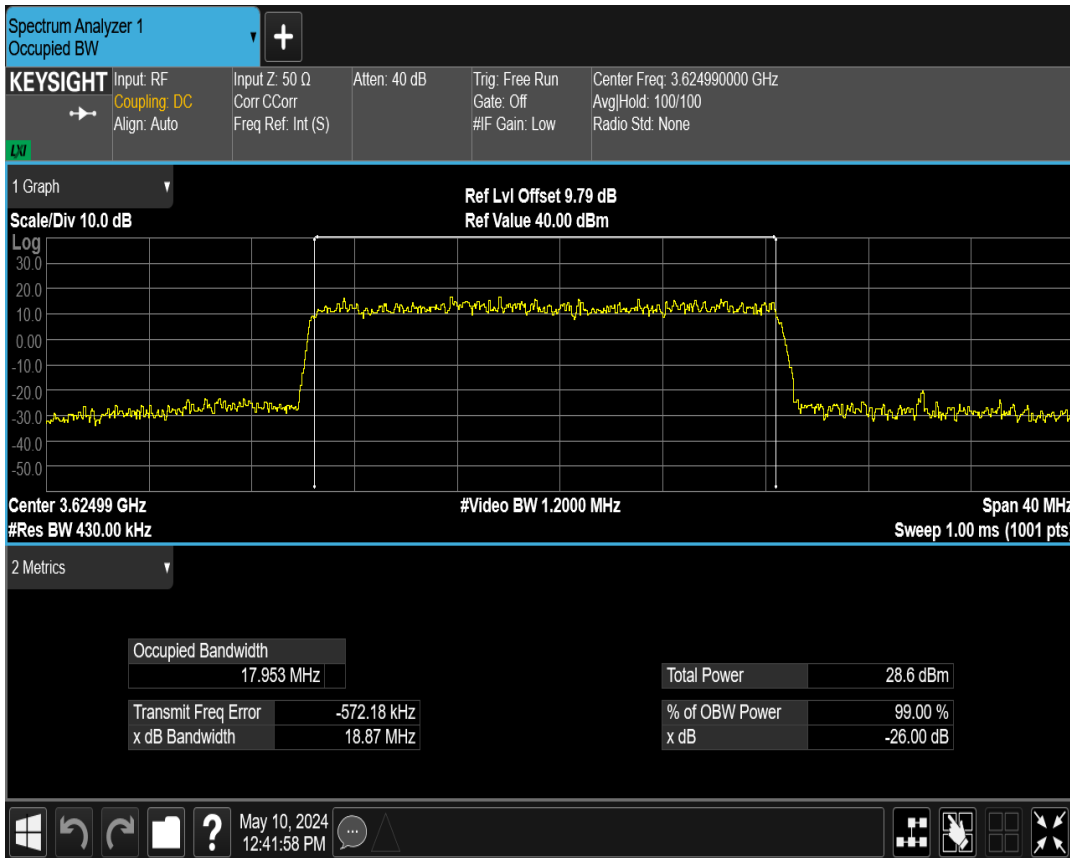 Spectrum Analyzer 1
Occupied BW
KEYSIGHT
LXI
Input: RF
Coupling: DC
Align: Auto
Input Z: 50 Ω
Corr CCorr
Freq Ref: Int (S)
Atten: 40 dB
Trig: Free Run
Gate: Off
#IF Gain: Low
Center Freq: 3.624990000 GHz
Avg|Hold: 100/100
Radio Std: None
1 Graph
Scale/Div 10.0 dB
Ref Lvl Offset 9.79 dB
Ref Value 40.00 dBm
Log
30.0
20.0
10.0
0.00
-10.0
-20.0
-30.0
-40.0
-50.0
Center 3.62499 GHz
#Res BW 430.00 kHz
#Video BW 1.2000 MHz
Span 40 MHz
Sweep 1.00 ms (1001 pts)
2 Metrics
Occupied Bandwidth
17.953 MHz
Transmit Freq Error -572.18 kHz
x dB Bandwidth 18.87 MHz
Total Power 28.6 dBm
% of OBW Power 99.00 %
x dB -26.00 dB
?
May 10, 2024
12:41:58 PM